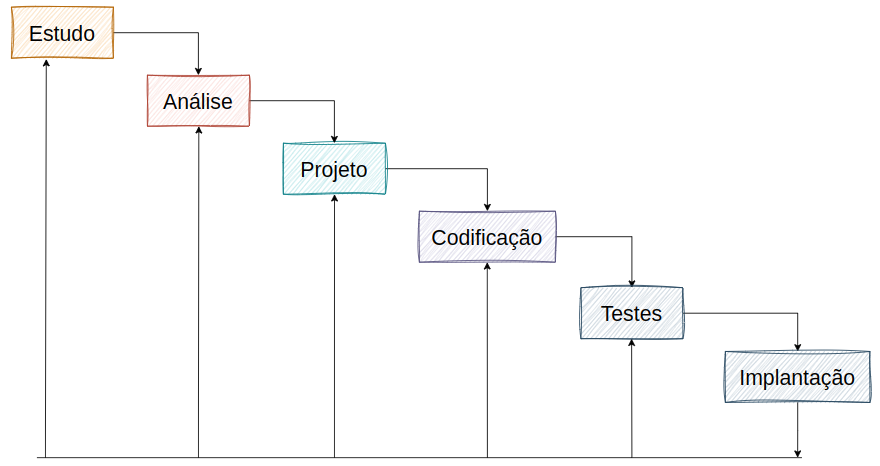 Estudo
Análise
Projeto
Codificação
Testes
Implantação